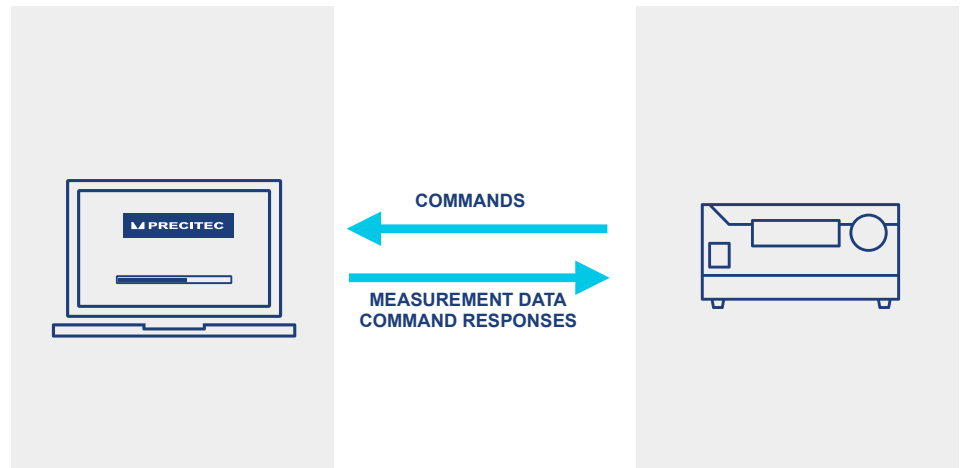 COMMANDS
PRECITEC
MEASUREMENT DATA
COMMAND RESPONSES